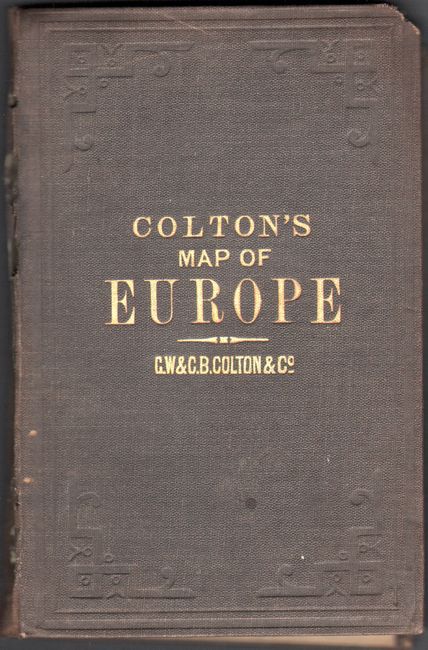 COLTON'S
MAP OF
EUROPE
G.W. & C.B. COLTON & Co